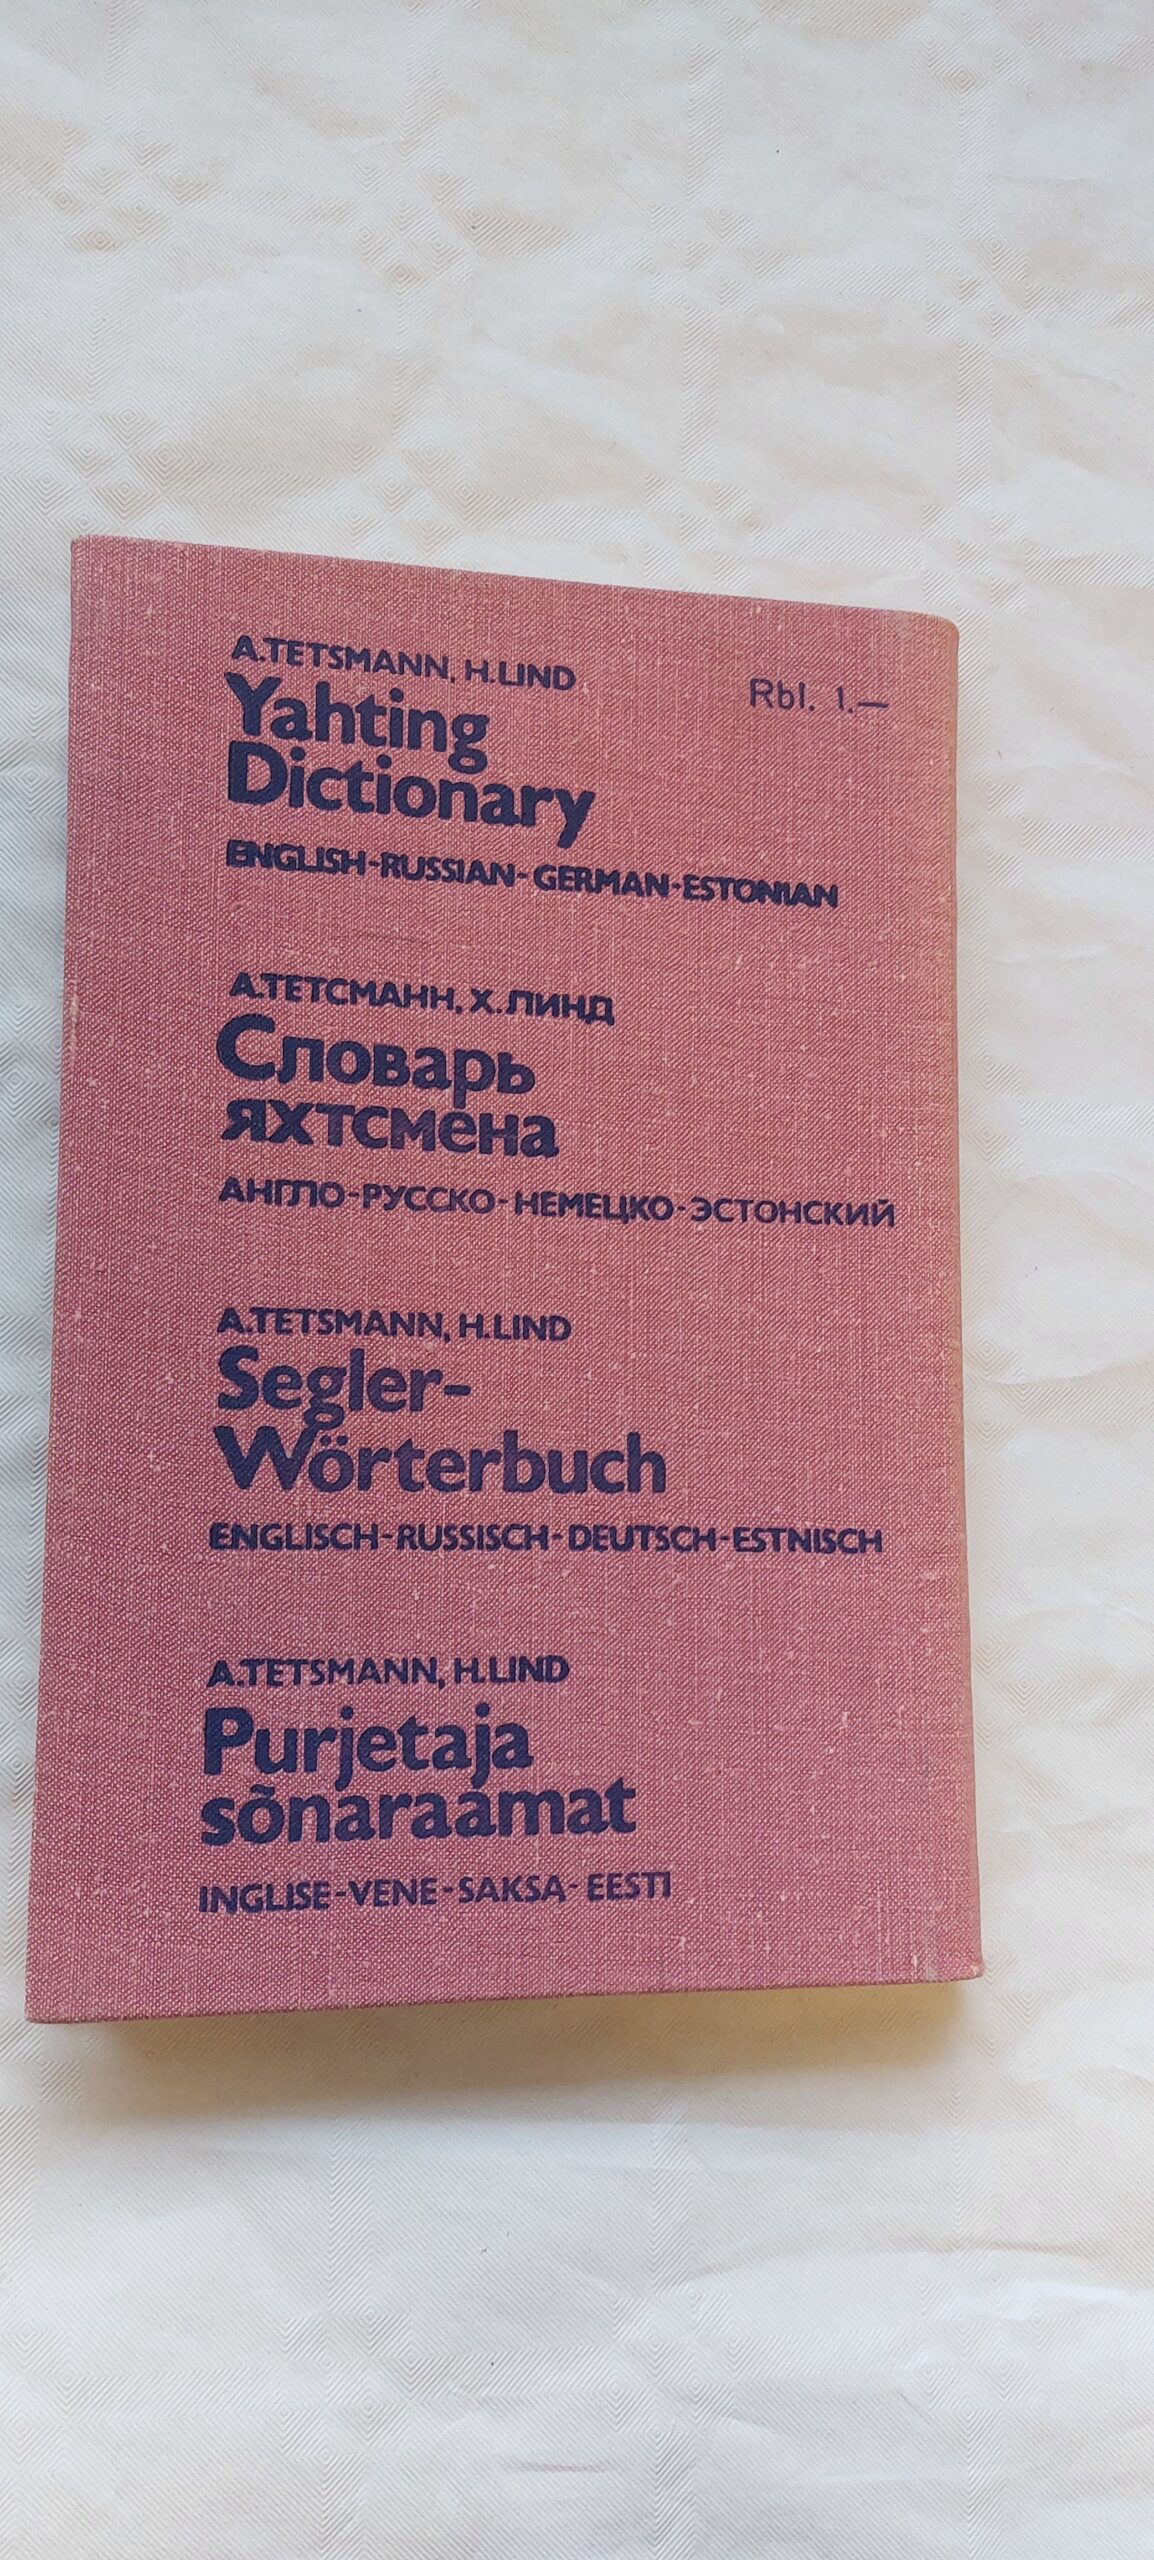 A.TETSMANN, H.LIND
Rbl. 1.—
Yahting
Dictionary
ENGLISH-RUSSIAN-GERMAN-ESTONIAN
А.ТЕТСМАНН, Х.ЛИНД
Словарь
яхтсмена
АНГЛО-РУССКО-НЕМЕЦКО-ЭСТОНСКИЙ
A.TETSMANN, H.LIND
Segler-
Wörterbuch
ENGLISCH-RUSSISCH-DEUTSCH-ESTNISCH
A.TETSMANN, H.LIND
Purjetaja
sõnaraamat
INGLISE-VENE-SAKSA-EESTI